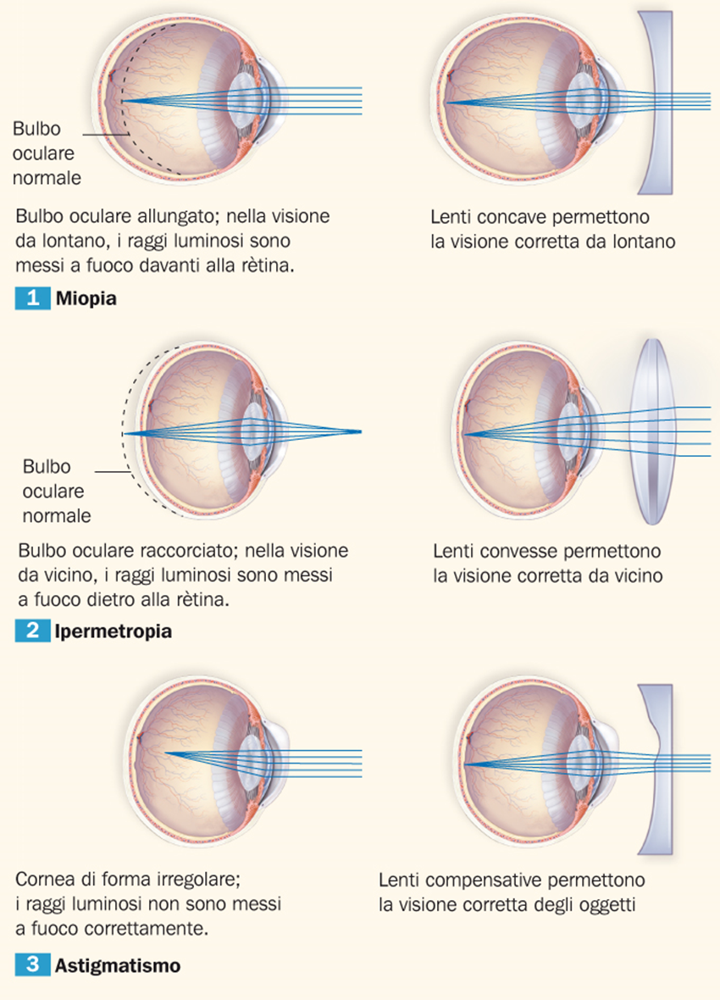 Bulbo
oculare
normale
Bulbo oculare allungato; nella visione
da lontano, i raggi luminosi sono
messi a fuoco davanti alla rètina.
Lenti concave permettono
la visione corretta da lontano
1 Miopia
Bulbo
oculare
normale
Bulbo oculare raccorciato; nella visione
da vicino, i raggi luminosi sono messi
a fuoco dietro alla rètina.
Lenti convesse permettono
la visione corretta da vicino
2 Ipermetropia
Cornea di forma irregolare;
i raggi luminosi non sono messi
a fuoco correttamente.
Lenti compensative permettono
la visione corretta degli oggetti
3 Astigmatismo